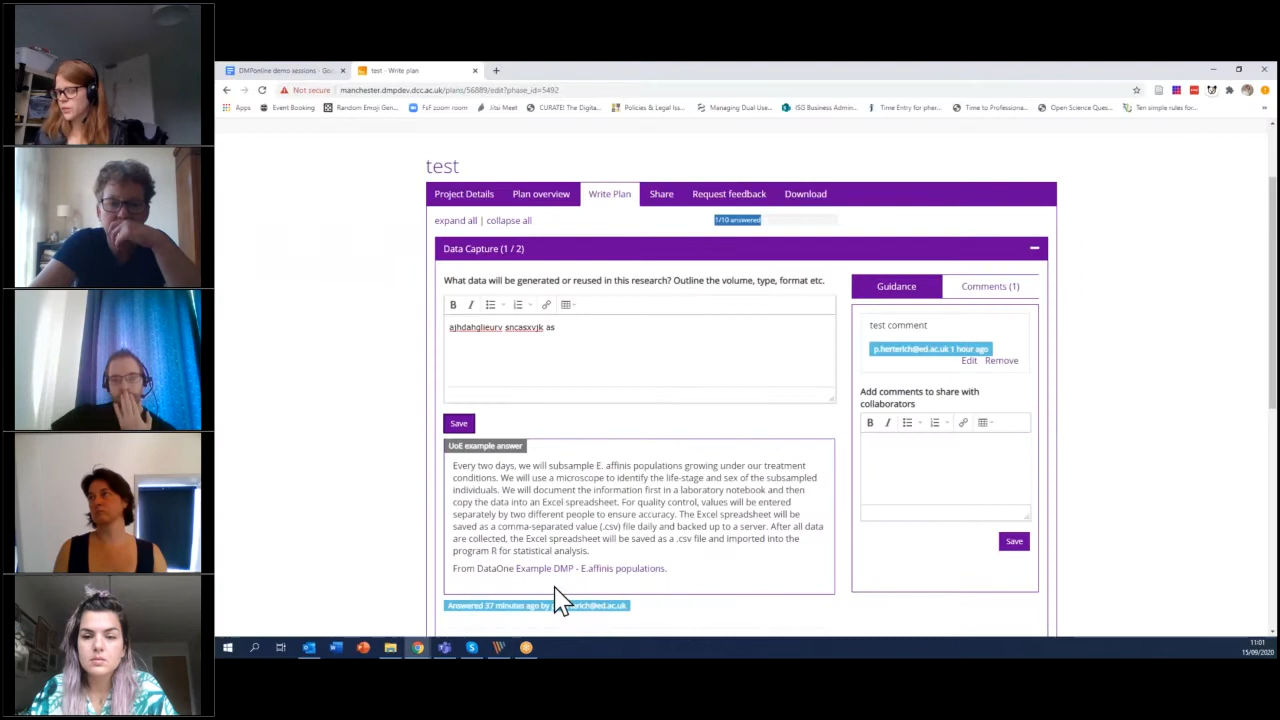 DMPonline demo sessions - Goo
test - Write plan
Not secure
manchester.dmpdev.dcc.ac.uk/plans/56889/edit?phase_id=5492
Apps
Event Booking
Random Emoji Gen...
FsF zoom room
Jitsi Meet
CURATE! The Digita...
Policies & Legal Iss...
Managing Dual-Use...
ISG Business Admin...
Time Entry for pher...
Time to Professiona...
Open Science Ques...
Ten simple rules for...
test
Project Details
Plan overview
Write Plan
Share
Request feedback
Download
expand all | collapse all
1/10 answered
Data Capture (1 / 2)
What data will be generated or reused in this research? Outline the volume, type, format etc.
Guidance
Comments (1)
B I
ajhdahglieurv sncasxvjk as
test comment
p.herterich@ed.ac.uk 1 hour ago
Edit Remove
Add comments to share with
collaborators
B I
Save
UoE example answer
Every two days, we will subsample E. affinis populations growing under our treatment
conditions. We will use a microscope to identify the life-stage and sex of the subsampled
individuals. We will document the information first in a laboratory notebook and then
copy the data into an Excel spreadsheet. For quality control, values will be entered
separately by two different people to ensure accuracy. The Excel spreadsheet will be
saved as a comma-separated value (.csv) file daily and backed up to a server. After all data
are collected, the Excel spreadsheet will be saved as a .csv file and imported into the
program R for statistical analysis.
From DataOne Example DMP - E.affinis populations.
Save
Answered 37 minutes ago by
erich@ed.ac.uk
11:01
15/09/2020